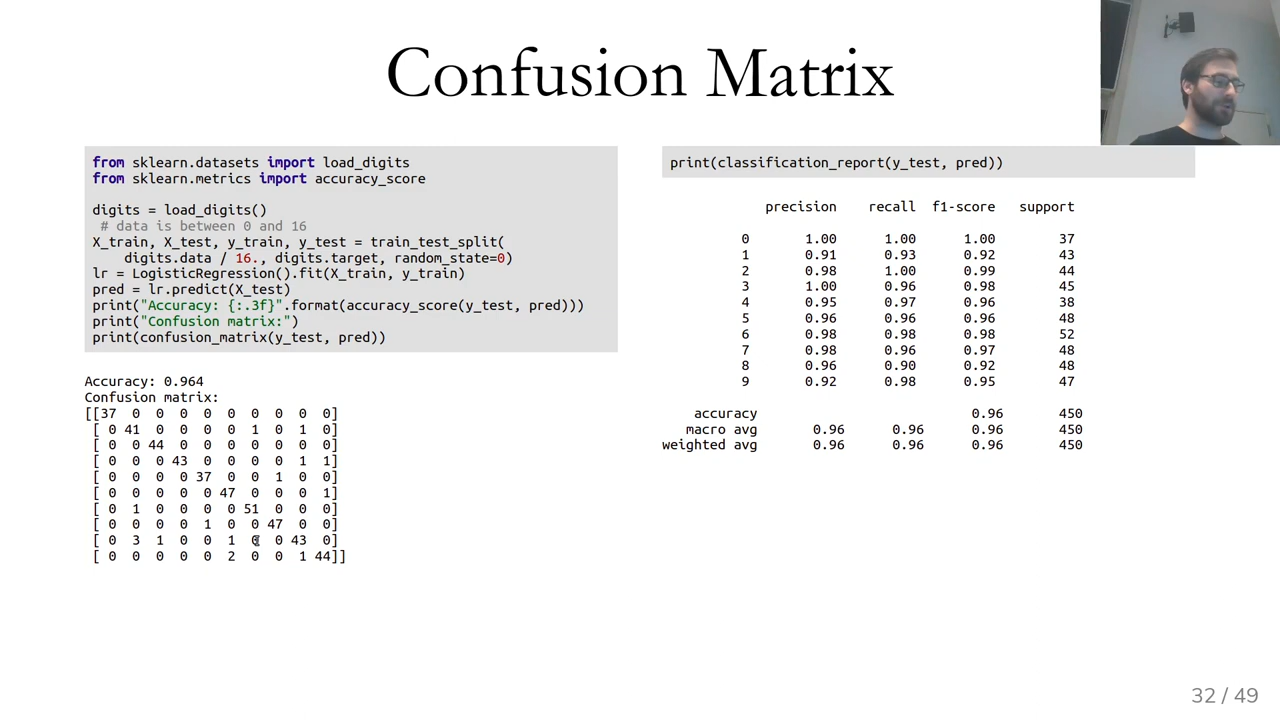 Confusion Matrix
from sklearn.datasets import load_digits
from sklearn.metrics import accuracy_score
digits = load_digits()
# data is between 0 and 16
X_train, X_test, y_train, y_test = train_test_split(
digits.data / 16., digits.target, random_state=0)
lr = LogisticRegression().fit(X_train, y_train)
pred = lr.predict(X_test)
print("Accuracy: {:.3f}".format(accuracy_score(y_test, pred)))
print("Confusion matrix:")
print(confusion_matrix(y_test, pred))
Accuracy: 0.964
Confusion matrix:
[[37 0 0 0 0 0 0 0 0 0]
[ 0 41 0 0 0 0 1 0 1 0]
[ 0 0 44 0 0 0 0 0 0 0]
[ 0 0 0 43 0 0 0 0 1 1]
[ 0 0 0 0 37 0 0 1 0 0]
[ 0 0 0 0 0 47 0 0 0 1]
[ 0 1 0 0 0 0 51 0 0 0]
[ 0 0 0 0 1 0 0 47 0 0]
[ 0 3 1 0 0 1 0 0 43 0]
[ 0 0 0 0 0 2 0 0 1 44]]
print(classification_report(y_test, pred))
precision recall f1-score support
0 1.00 1.00 1.00 37
1 0.91 0.93 0.92 43
2 0.98 1.00 0.99 44
3 1.00 0.96 0.98 45
4 0.95 0.97 0.96 38
5 0.96 0.96 0.96 48
6 0.98 0.98 0.98 52
7 0.98 0.96 0.97 48
8 0.96 0.90 0.92 48
9 0.92 0.98 0.95 47
accuracy 0.96 450
macro avg 0.96 0.96 0.96 450
weighted avg 0.96 0.96 0.96 450
32 / 49